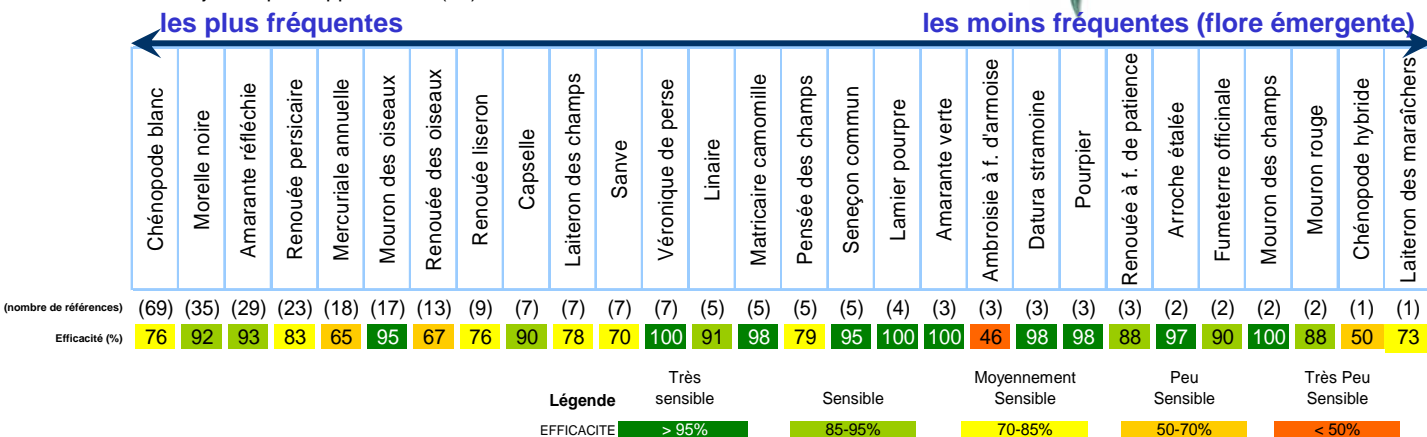 les plus fréquentes
les moins fréquentes (flore émergente)
Chénopode blanc
Morelle noire
Amarante réfléchie
Renouée persicaire
Mercuriale annuelle
Mouron des oiseaux
Renouée des oiseaux
Renouée liseron
Capselle
Laiteron des champs
Sanve
Véronique de perse
Linaire
Matricaire camomille
Pensée des champs
Seneçon commun
Lamier pourpre
Amarante verte
Ambroisie à f. d'armoise
Datura stramoine
Pourpier
Renouée à f. de patience
Arroche étalée
Fumeterre officinale
Mouron des champs
Mouron rouge
Chénopode hybride
Laiteron des maraîchers
(nombre de références) (69) (35) (29) (23) (18) (17) (13) (9) (7) (7) (7) (7) (5) (5) (5) (5) (4) (3) (3) (3) (3) (3) (2) (2) (2) (2) (1) (1)
Efficacité (%) 76 92 93 83 65 95 67 76 90 78 70 100 91 98 79 95 100 100 46 98 98 88 97 90 100 88 50 73
Légende
Très sensible
Sensible
Moyennement Sensible
Peu Sensible
Très Peu Sensible
EFFICACITE > 95% 85-95% 70-85% 50-70% < 50%